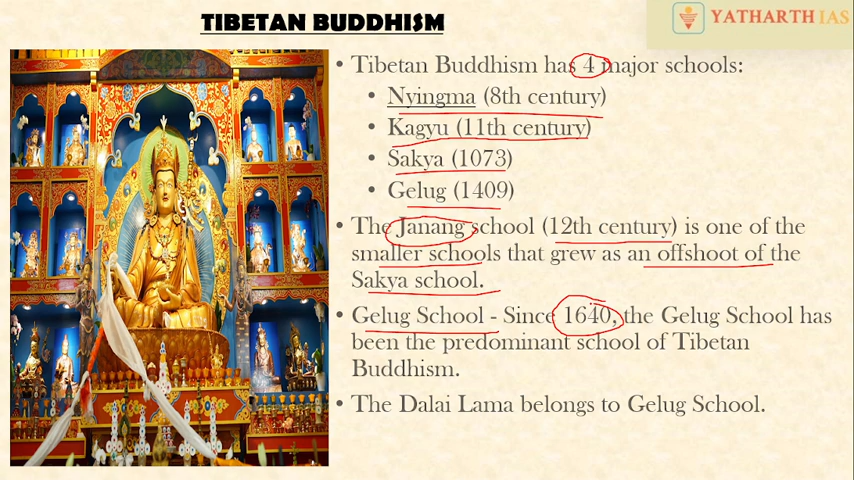 TIBETAN BUDDHISM
YATHARTH IAS
• Tibetan Buddhism has 4 major schools:
• Nyingma (8th century)
• Kagyu (11th century)
• Sakya (1073)
• Gelug (1409)
• The Janang school (12th century) is one of the
smaller schools that grew as an offshoot of the
Sakya school.
• Gelug School - Since 1640, the Gelug School has
been the predominant school of Tibetan
Buddhism.
• The Dalai Lama belongs to Gelug School.